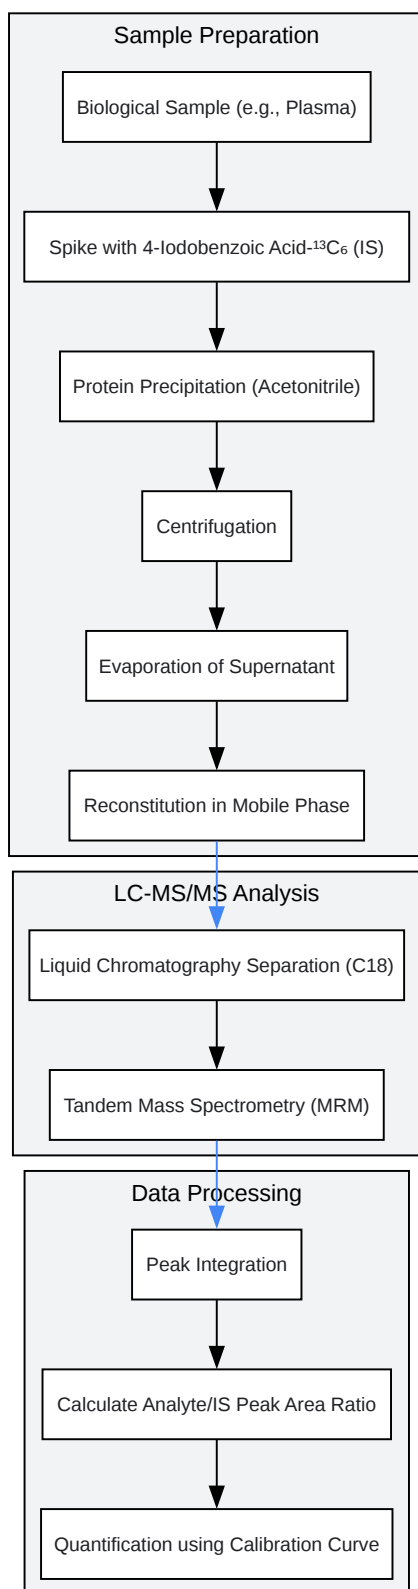 Sample Preparation
Biological Sample (e.g., Plasma)
Spike with 4-Iodobenzoic Acid-¹³C₆ (IS)
Protein Precipitation (Acetonitrile)
Centrifugation
Evaporation of Supernatant
Reconstitution in Mobile Phase
LC-MS/MS Analysis
Liquid Chromatography Separation (C18)
Tandem Mass Spectrometry (MRM)
Data Processing
Peak Integration
Calculate Analyte/IS Peak Area Ratio
Quantification using Calibration Curve